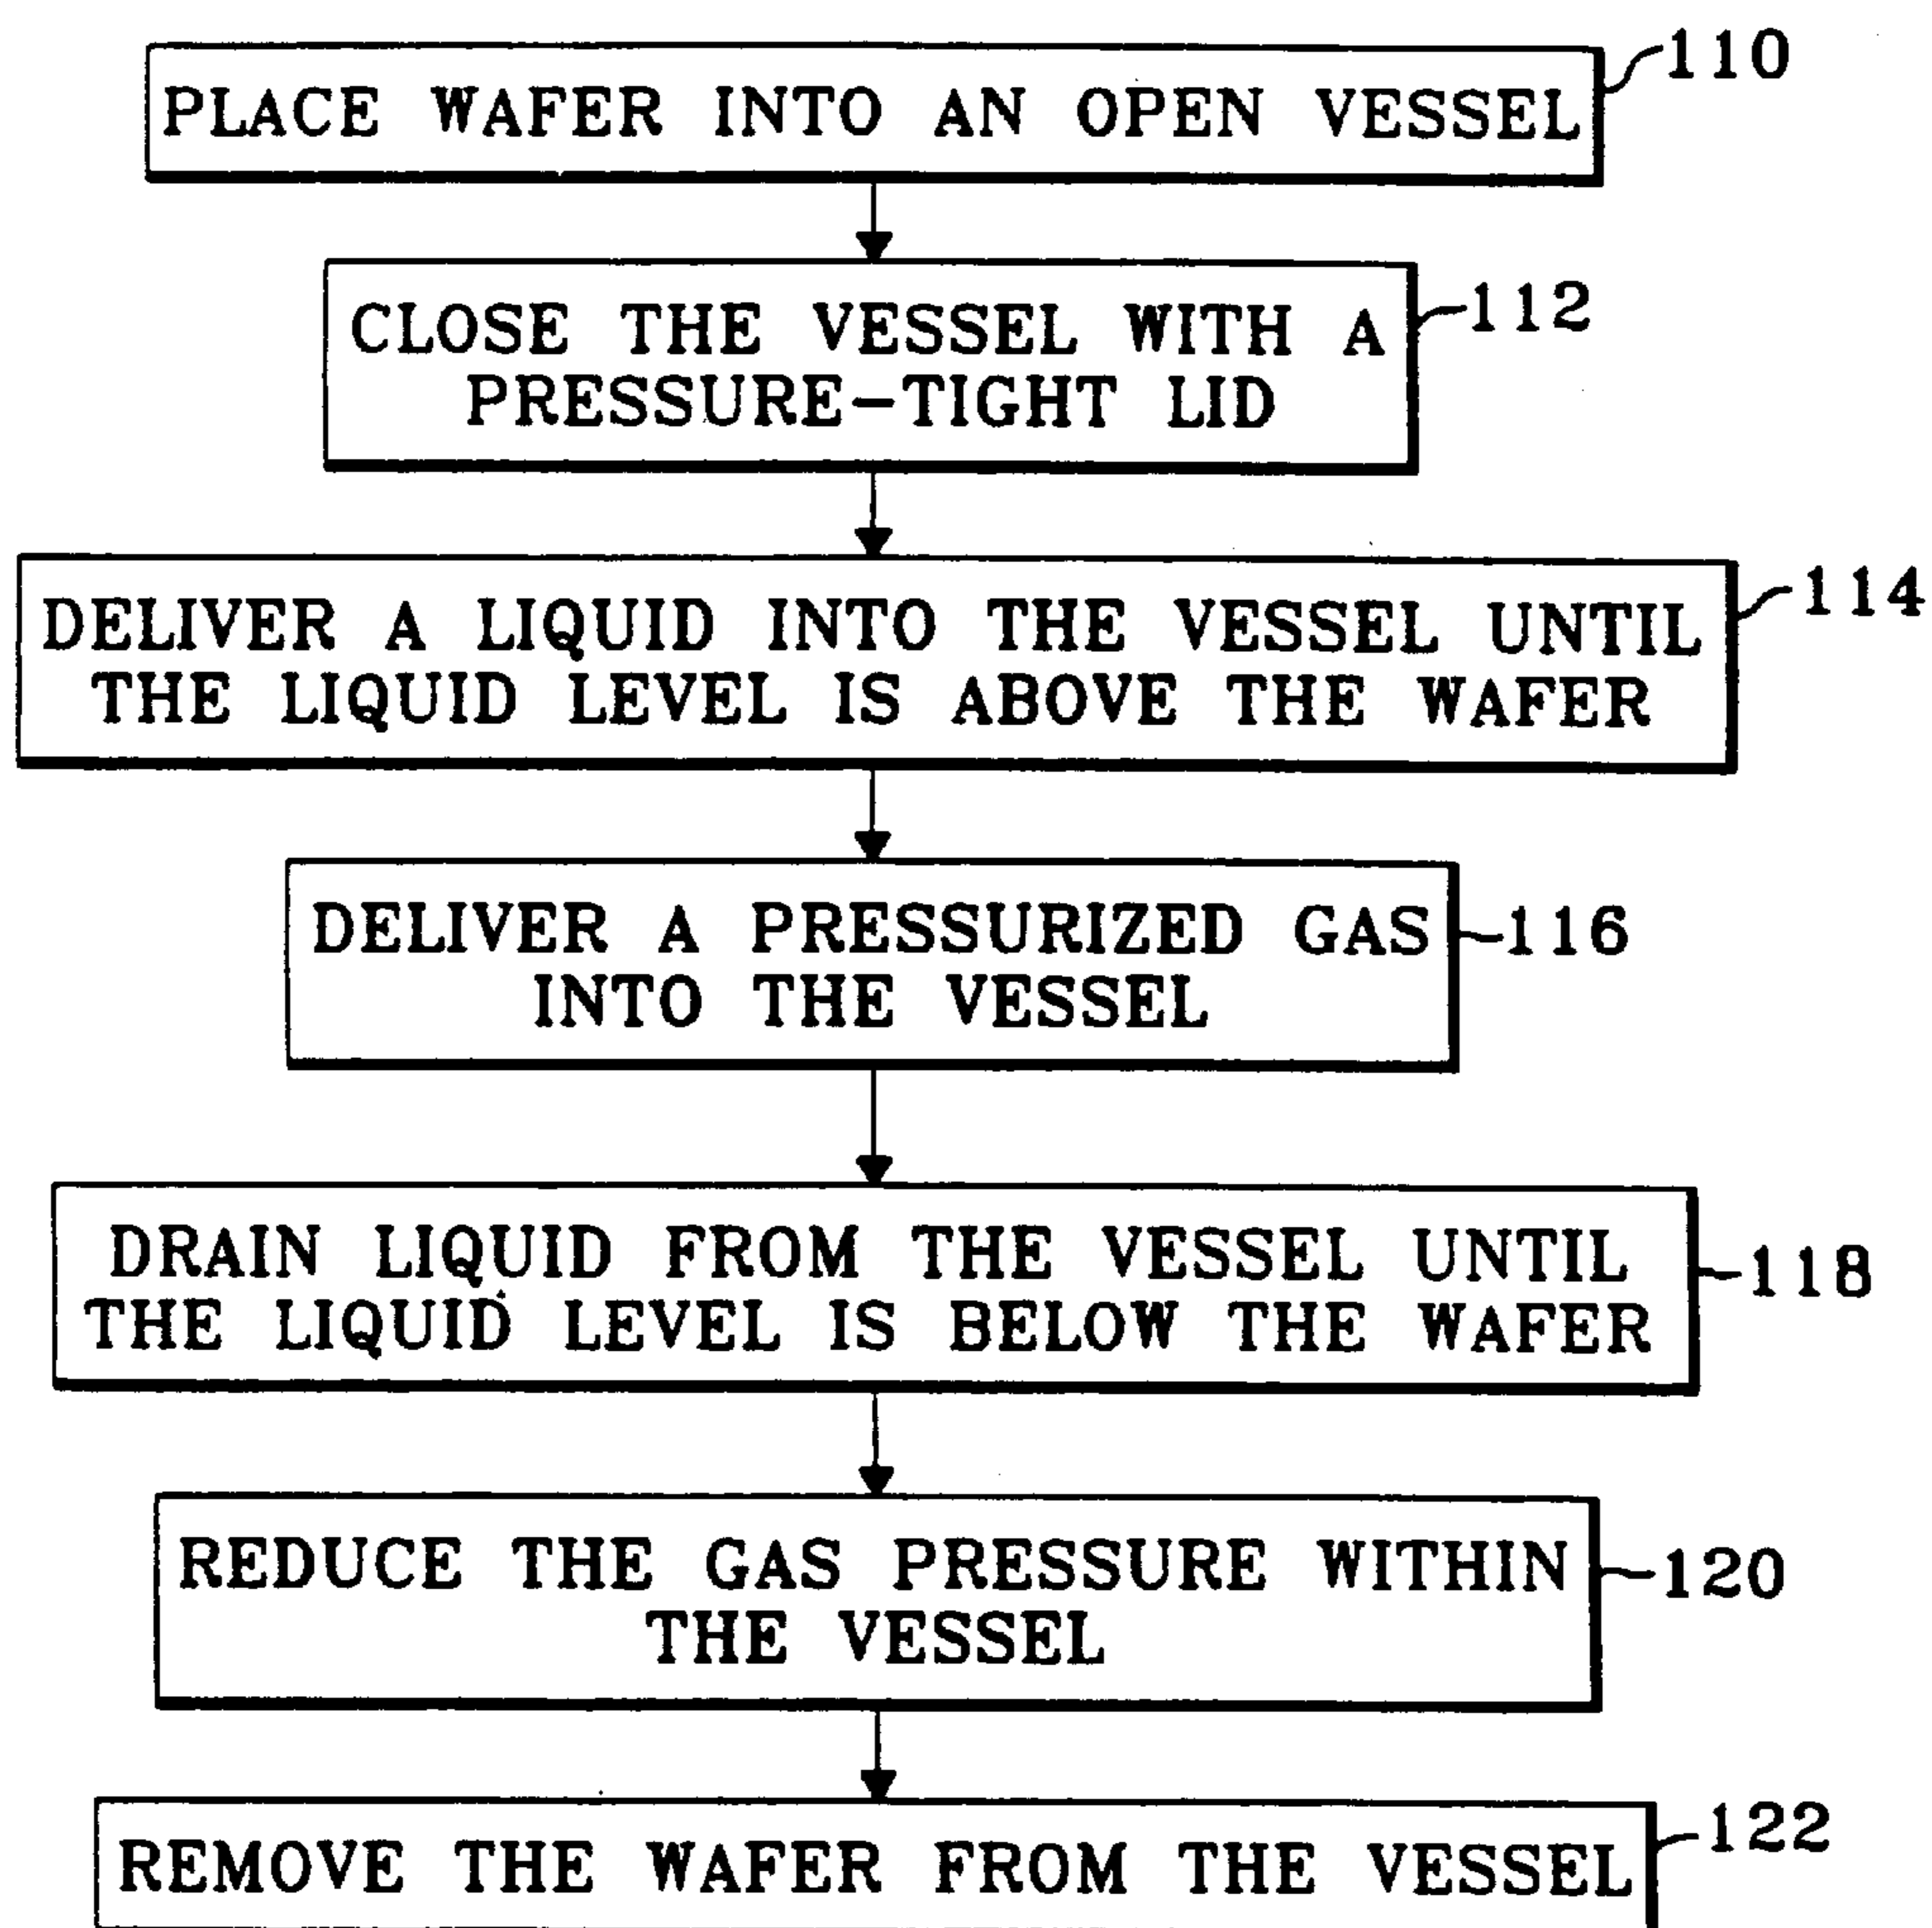 110
PLACE WAFER INTO AN OPEN VESSEL
112
CLOSE THE VESSEL WITH A
PRESSURE-TIGHT LID
114
DELIVER A LIQUID INTO THE VESSEL UNTIL
THE LIQUID LEVEL IS ABOVE THE WAFER
DELIVER A PRESSURIZED GAS
INTO THE VESSEL
116
DRAIN LIQUID FROM THE VESSEL UNTIL
THE LIQUID LEVEL IS BELOW THE WAFER
118
REDUCE THE GAS PRESSURE WITHIN
THE VESSEL
120
122
REMOVE THE WAFER FROM THE VESSEL